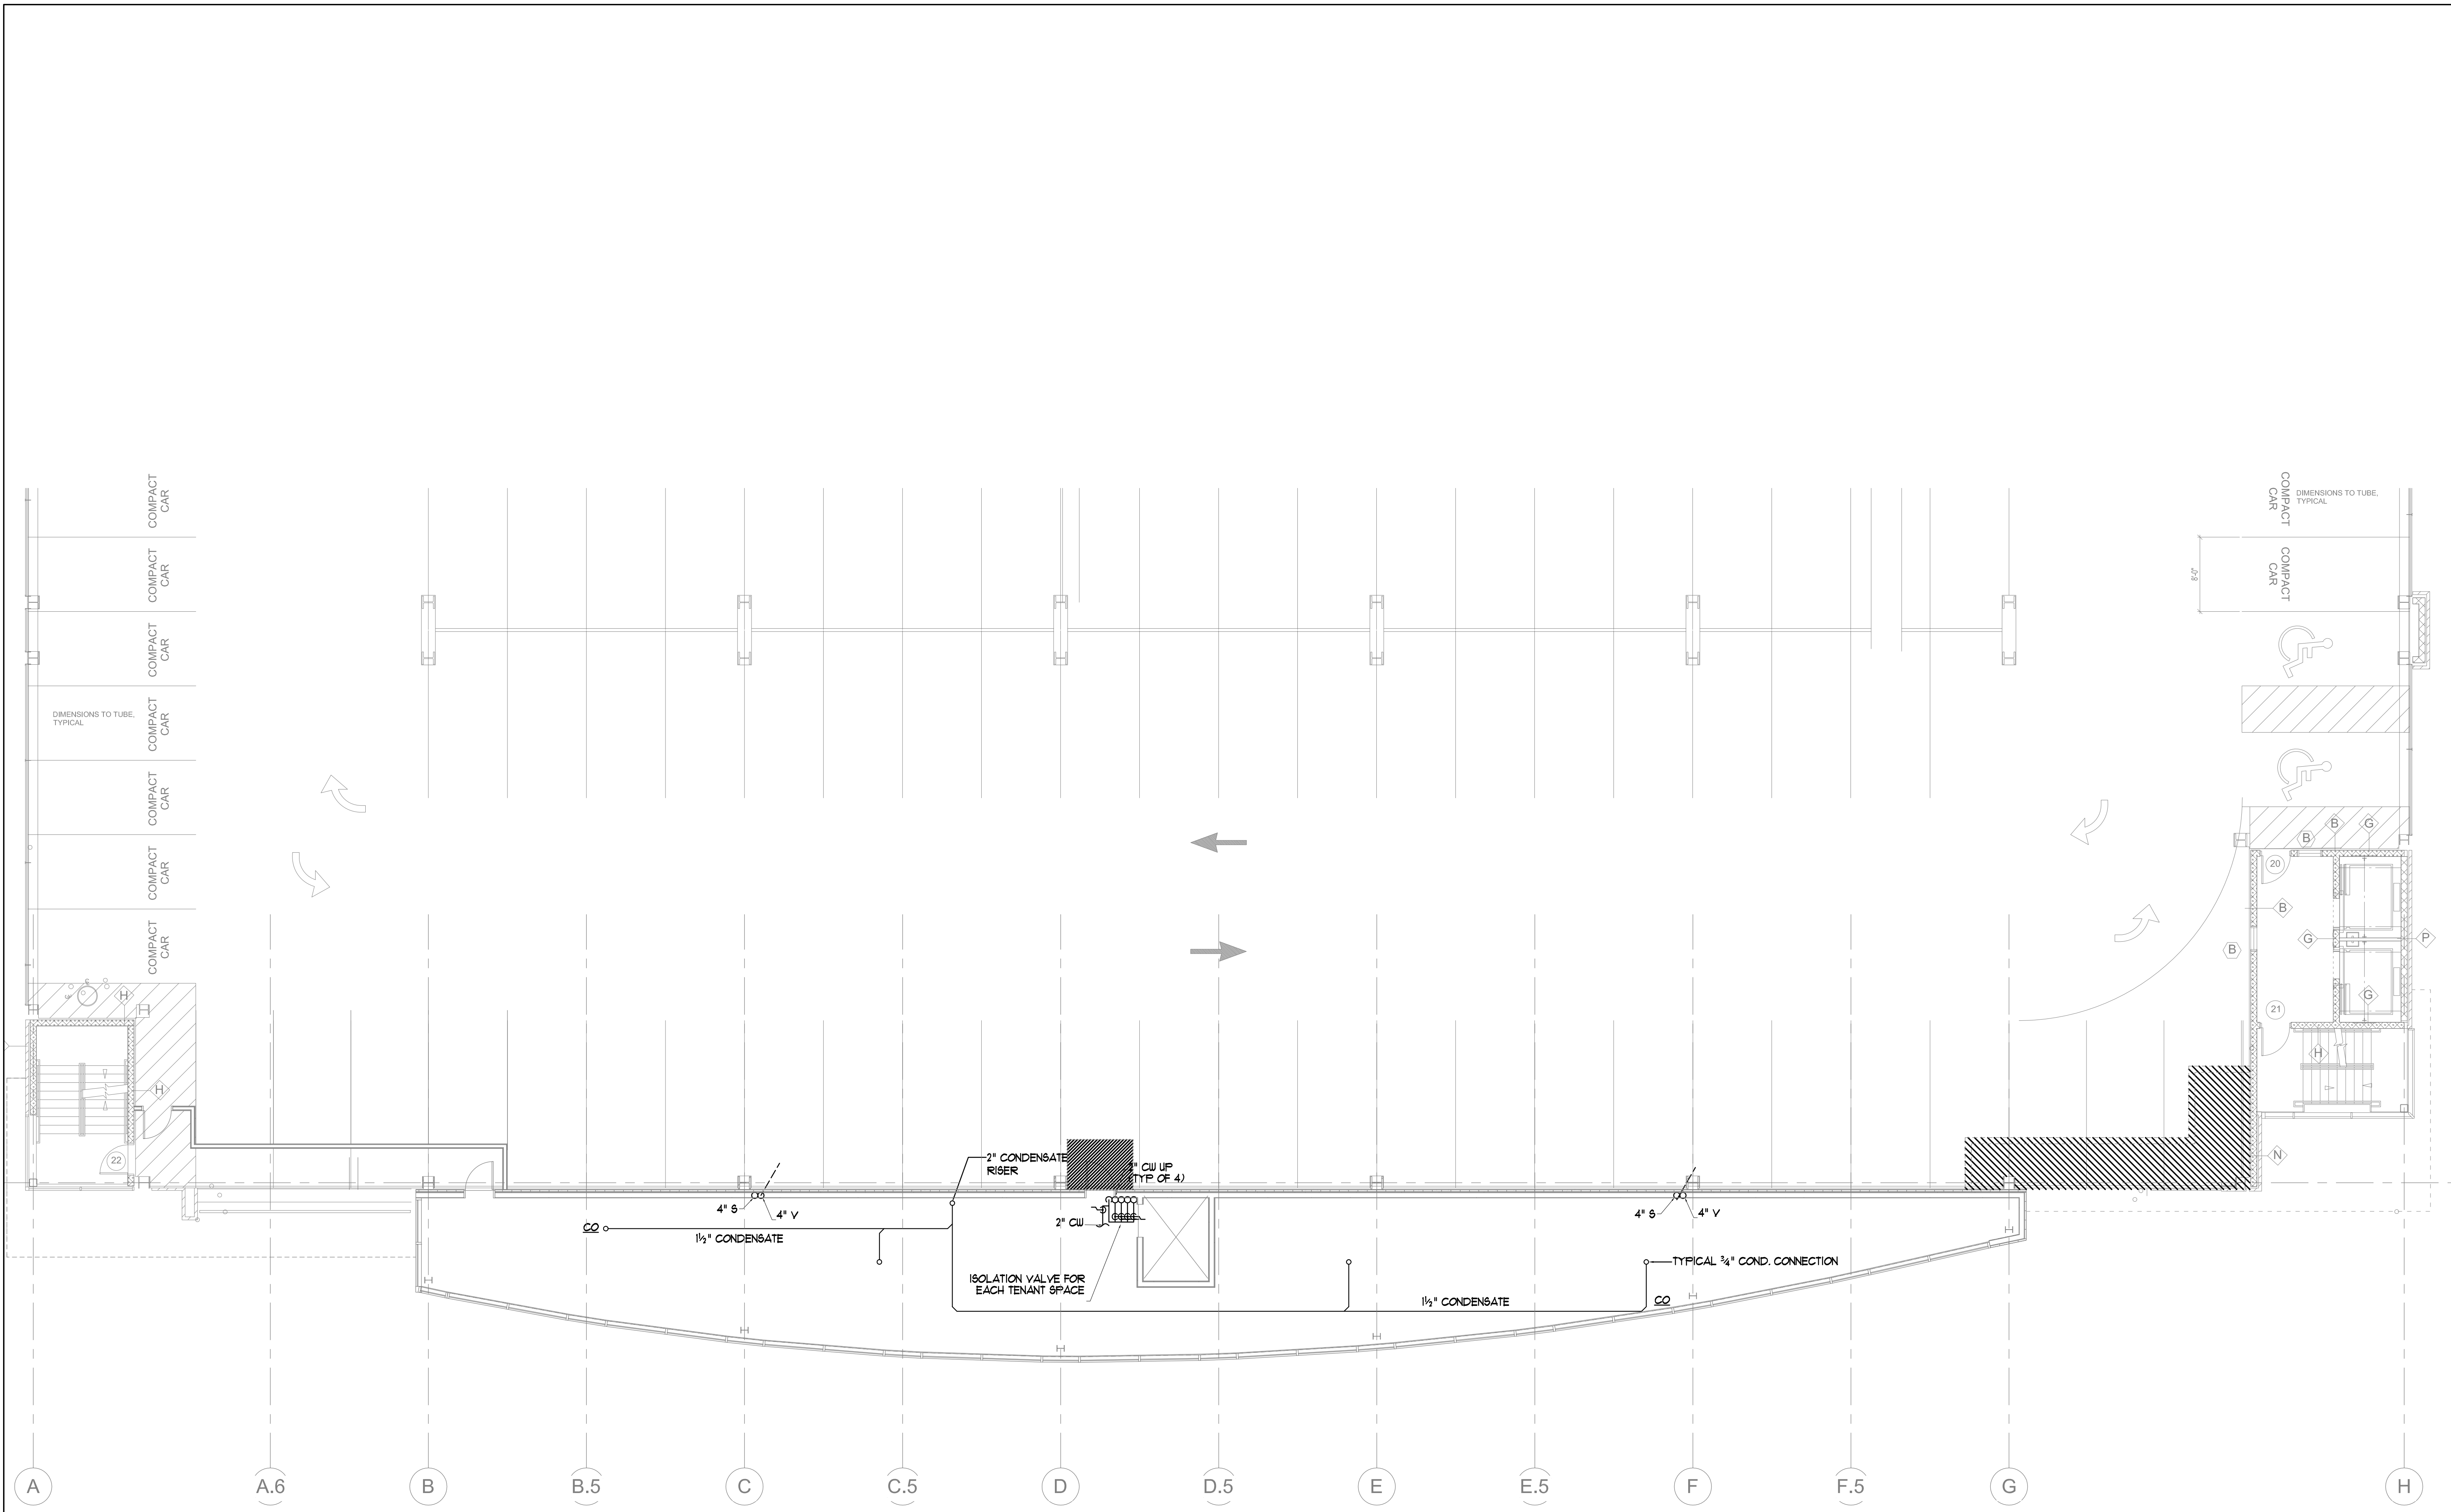 COMPACT
CAR
COMPACT
CAR
COMPACT
CAR
COMPACT
CAR
COMPACT
CAR
COMPACT
CAR
COMPACT
CAR
DIMENSIONS TO TUBE,
TYPICAL
COMPACT
CAR
DIMENSIONS TO TUBE,
TYPICAL
COMPACT
CAR
8'-0"
B
B
G
20
B
G
P
B
G
21
H
N
H
H
22
2" CONDENSATE
RISER
2" CW UP
(TYP OF 4)
4" S
4" V
2" CW
CO
1½" CONDENSATE
ISOLATION VALVE FOR
EACH TENANT SPACE
4" S
4" V
TYPICAL ¾" COND. CONNECTION
1½" CONDENSATE
CO
A
A.6
B
B.5
C
C.5
D
D.5
E
E.5
F
F.5
G
H